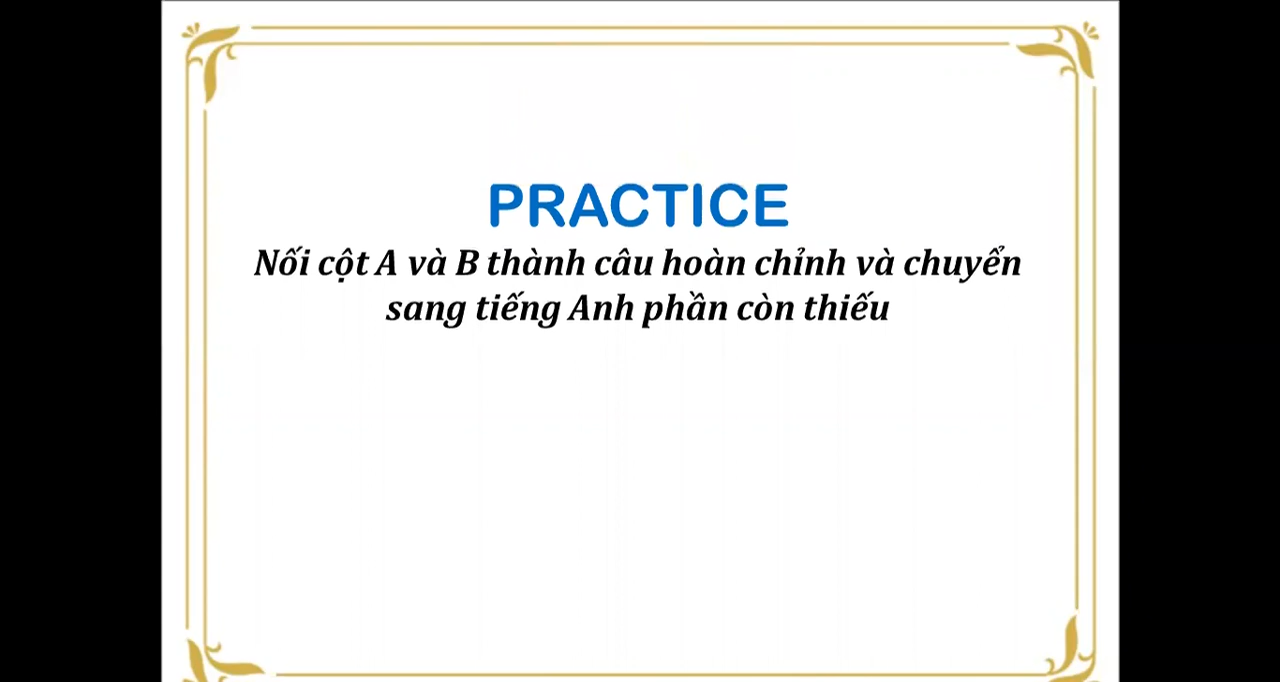 PRACTICE
Nối cột A và B thành câu hoàn chỉnh và chuyển
sang tiếng Anh phần còn thiếu